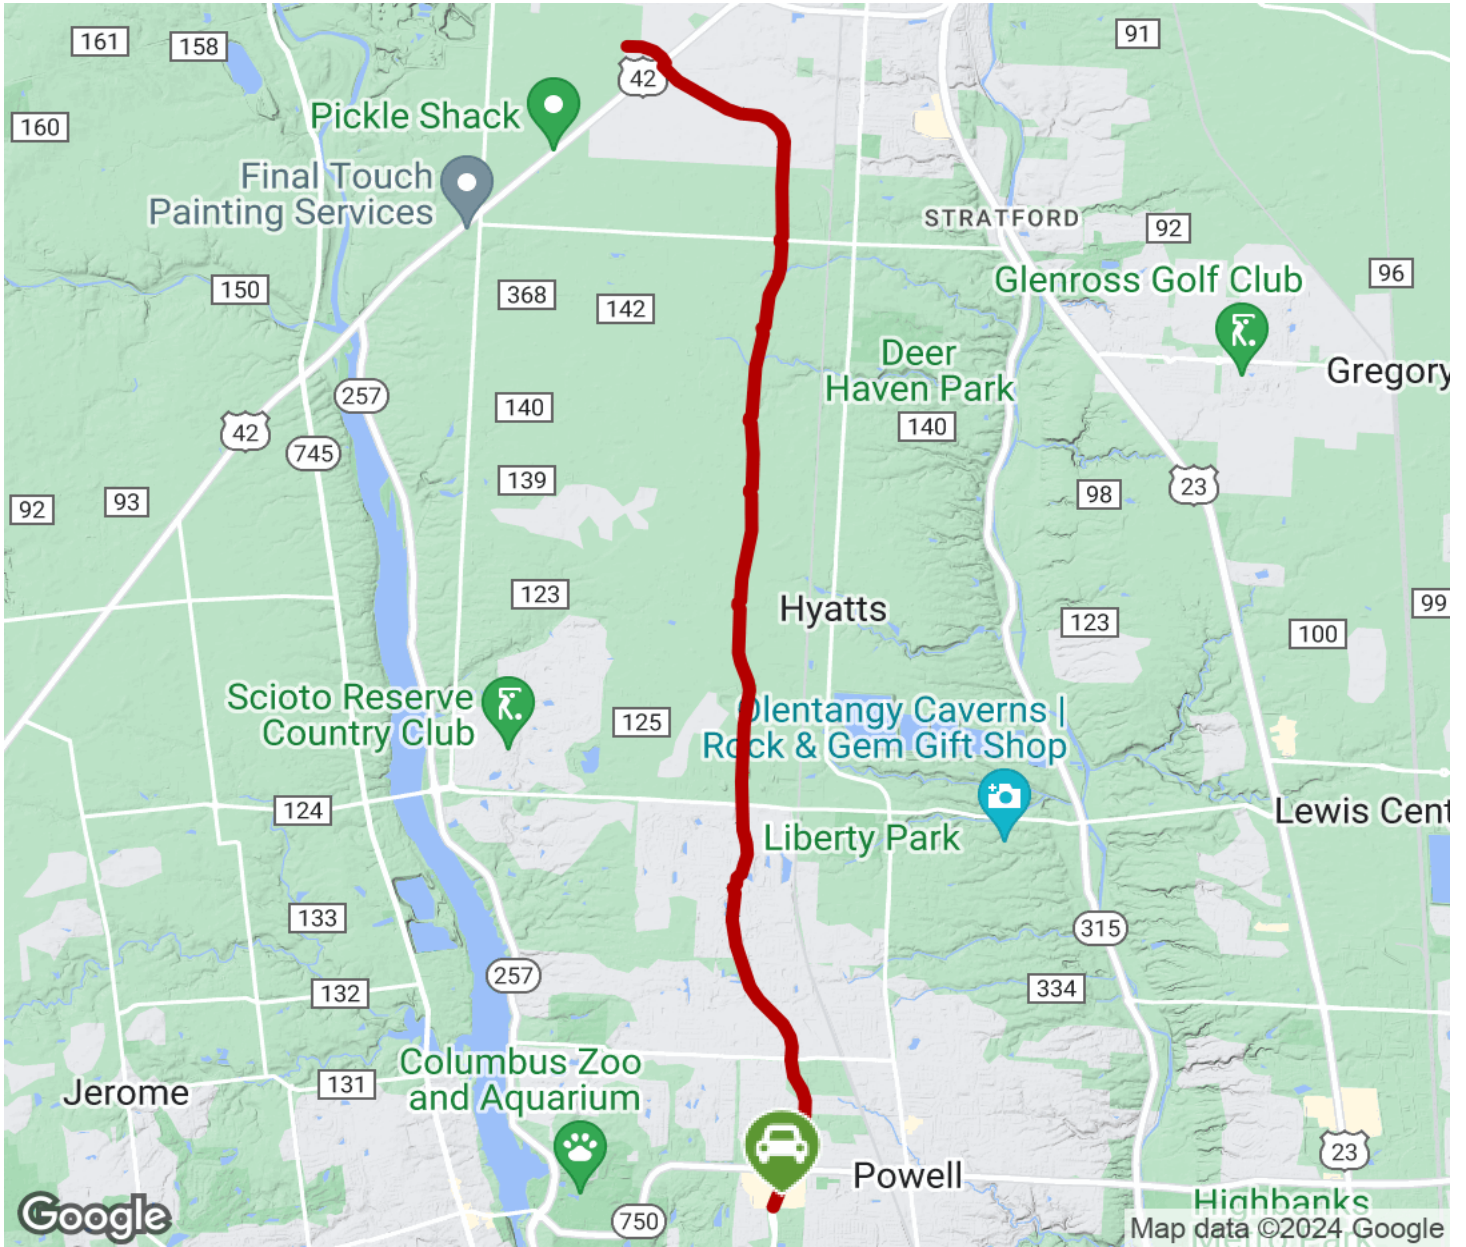 161
158
91
42
160
Pickle Shack
Final Touch
Painting Services
STRATFORD
92
96
150
368
142
Glenross Golf Club
Deer
Haven Park
Gregory
257
140
140
42
745
139
23
98
92
93
123
Hyatts
99
123
100
Scioto Reserve
Country Club
125
Olentangy Caverns |
Rock & Gem Gift Shop
124
Lewis Cent
Liberty Park
133
315
257
132
334
Columbus Zoo
and Aquarium
131
Jerome
23
Powell
Highbanks
Metro Park
750
Google
Map data ©2024 Google